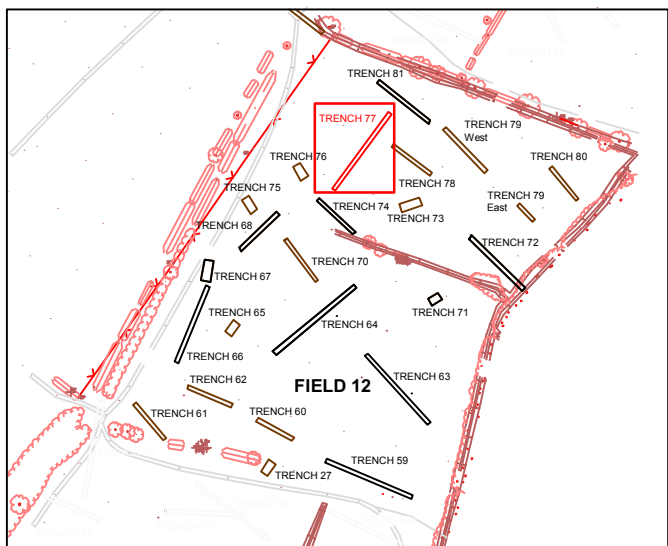 TRENCH 81
TRENCH 77
TRENCH 79
West
TRENCH 76
TRENCH 80
TRENCH 78
TRENCH 75
TRENCH 79
East
TRENCH 74
TRENCH 73
TRENCH 68
TRENCH 72
TRENCH 70
TRENCH 67
TRENCH 71
TRENCH 65
TRENCH 64
TRENCH 66
TRENCH 63
FIELD 12
TRENCH 62
TRENCH 61
TRENCH 60
TRENCH 59
TRENCH 27